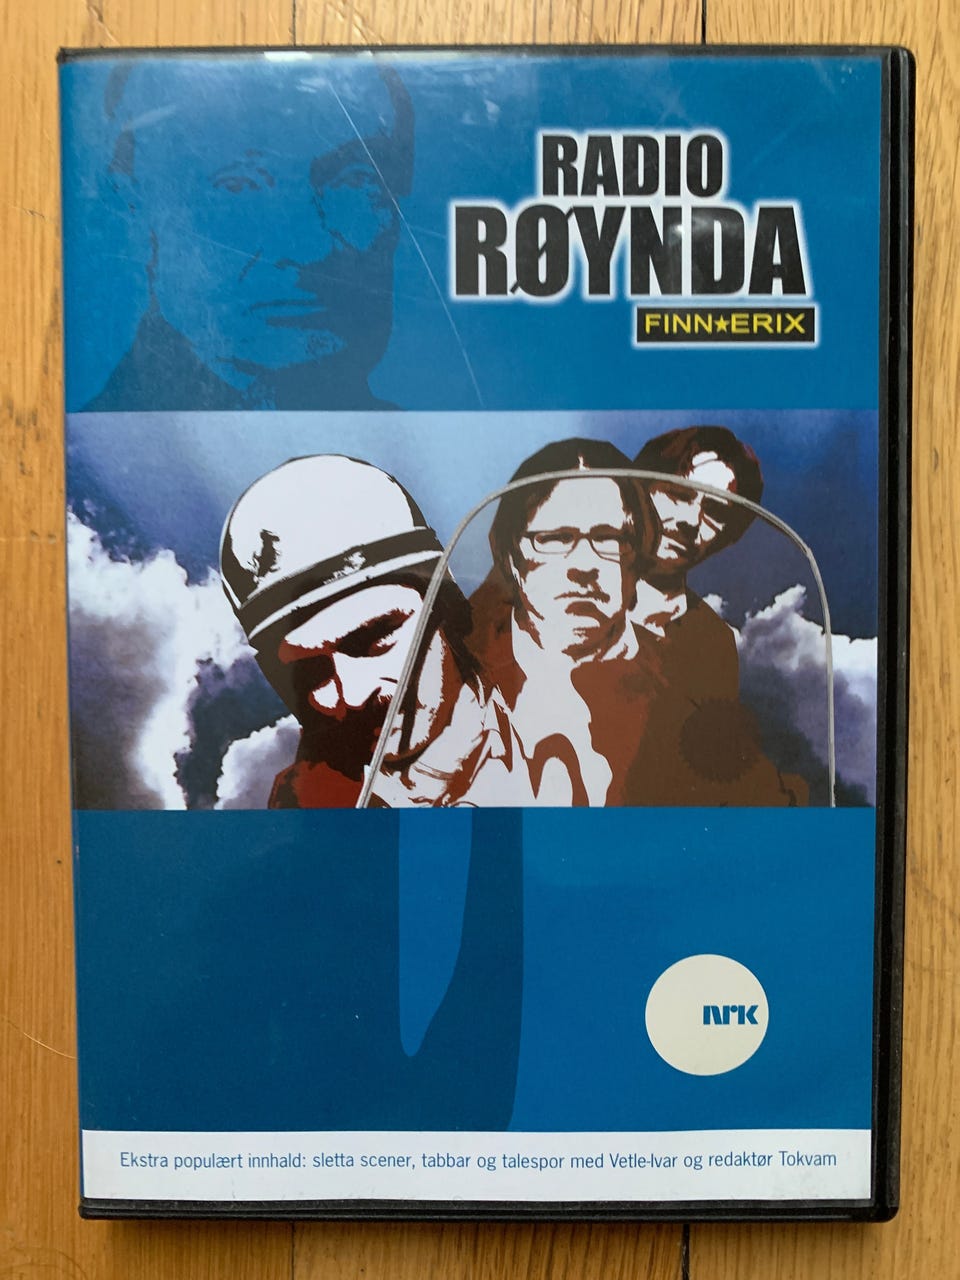 RADIO
RØYNDA
FINN★ERIX
nrk
Ekstra populært innhald: sletta scener, tabbar og talespor med Vetle-Ivar og redaktør Tokvam